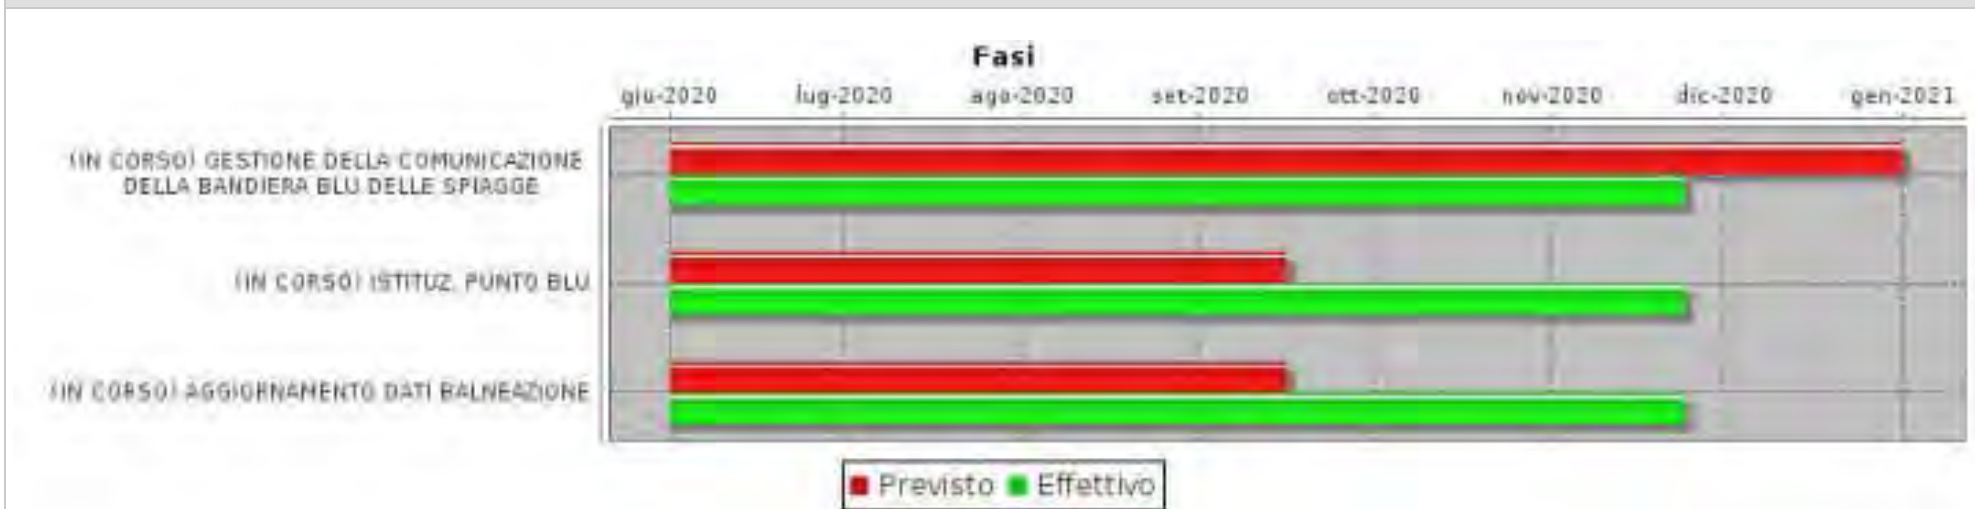 Fasi
giu-2020 lug-2020 ago-2020 set-2020 ott-2020 nov-2020 dic-2020 gen-2021
(IN CORSO) GESTIONE DELLA COMUNICAZIONE
DELLA BANDIERA BLU DELLE SPIAGGE
(IN CORSO) ISTITUZ. PUNTO BLU
(IN CORSO) AGGIORNAMENTO DATI BALNEAZIONE
Previsto Effettivo